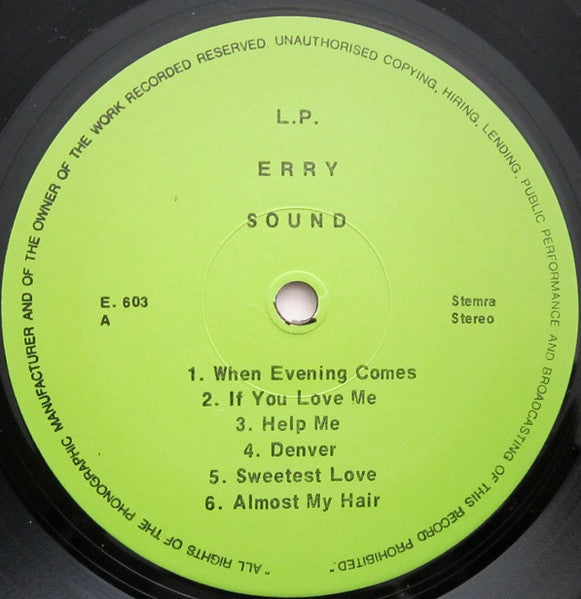 "ALL RIGHTS OF THE PHONOGRAPHIC MANUFACTURER AND OF THE OWNER OF THE WORK RECORDED RESERVED UNAUTHORISED COPYING, HIRING, LENDING, PUBLIC PERFORMANCE AND BROADCASTING OF THIS RECORD PROHIBITED."
L.P.
ERRY
SOUND
E. 603
A
Stemra
Stereo
1. When Evening Comes
2. If You Love Me
3. Help Me
4. Denver
5. Sweetest Love
6. Almost My Hair